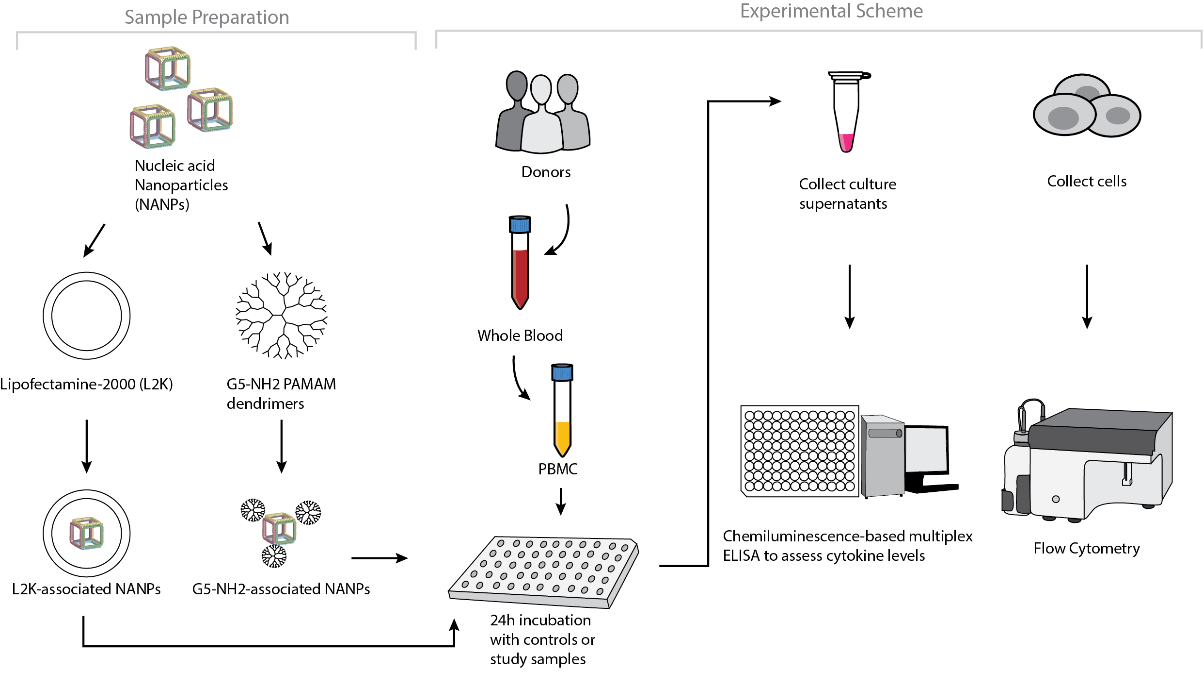 Sample Preparation
Experimental Scheme
Nucleic acid
Nanoparticles
(NANPs)
Lipofectamine-2000 (L2K)
G5-NH2 PAMAM
dendrimers
L2K-associated NANPs
G5-NH2-associated NANPs
Donors
Whole Blood
PBMC
24h incubation
with controls or
study samples
Collect culture
supernatants
Collect cells
Chemiluminescence-based multiplex
ELISA to assess cytokine levels
Flow Cytometry